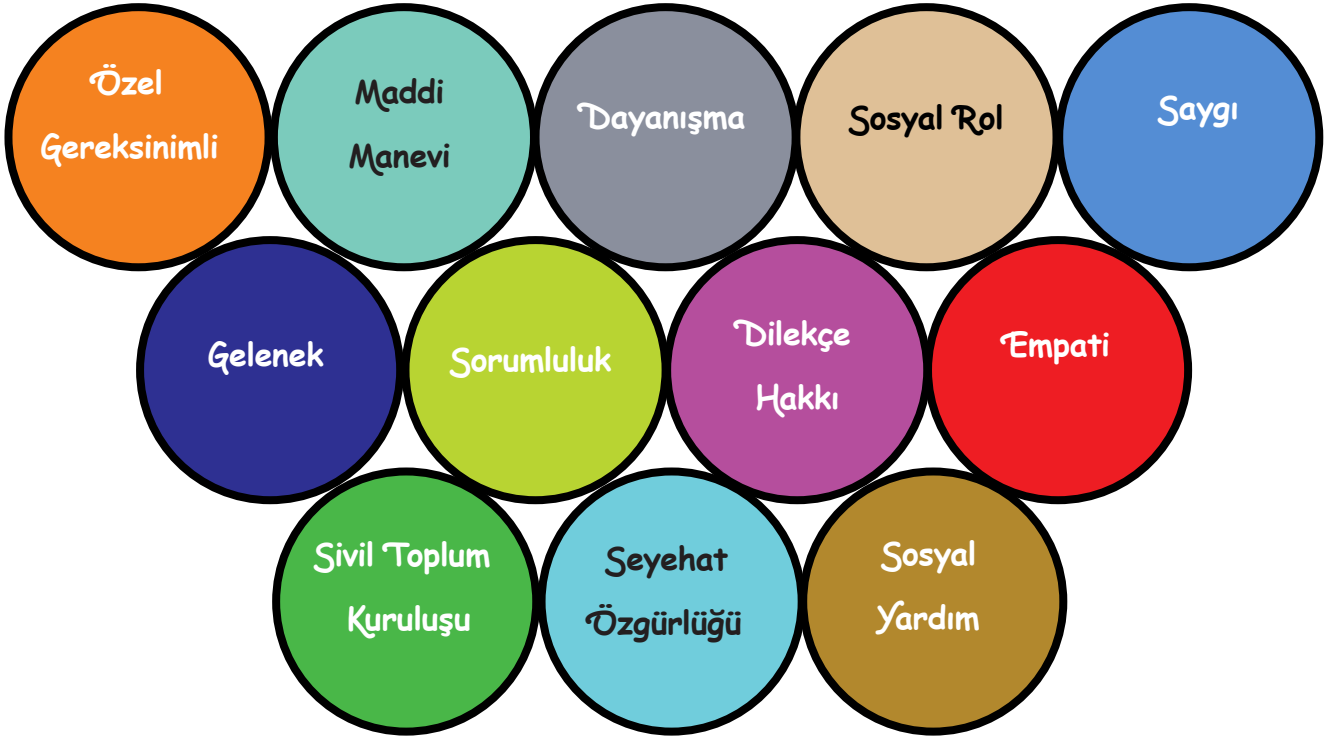 Özel
Gereksinimli
Maddi
Manevi
Dayanışma
Sosyal Rol
Saygı
Gelenek
Sorumluluk
Dilekçe
Hakkı
Empati
Sivil Toplum
Kuruluşu
Seyehat
Özgürlüğü
Sosyal
Yardım